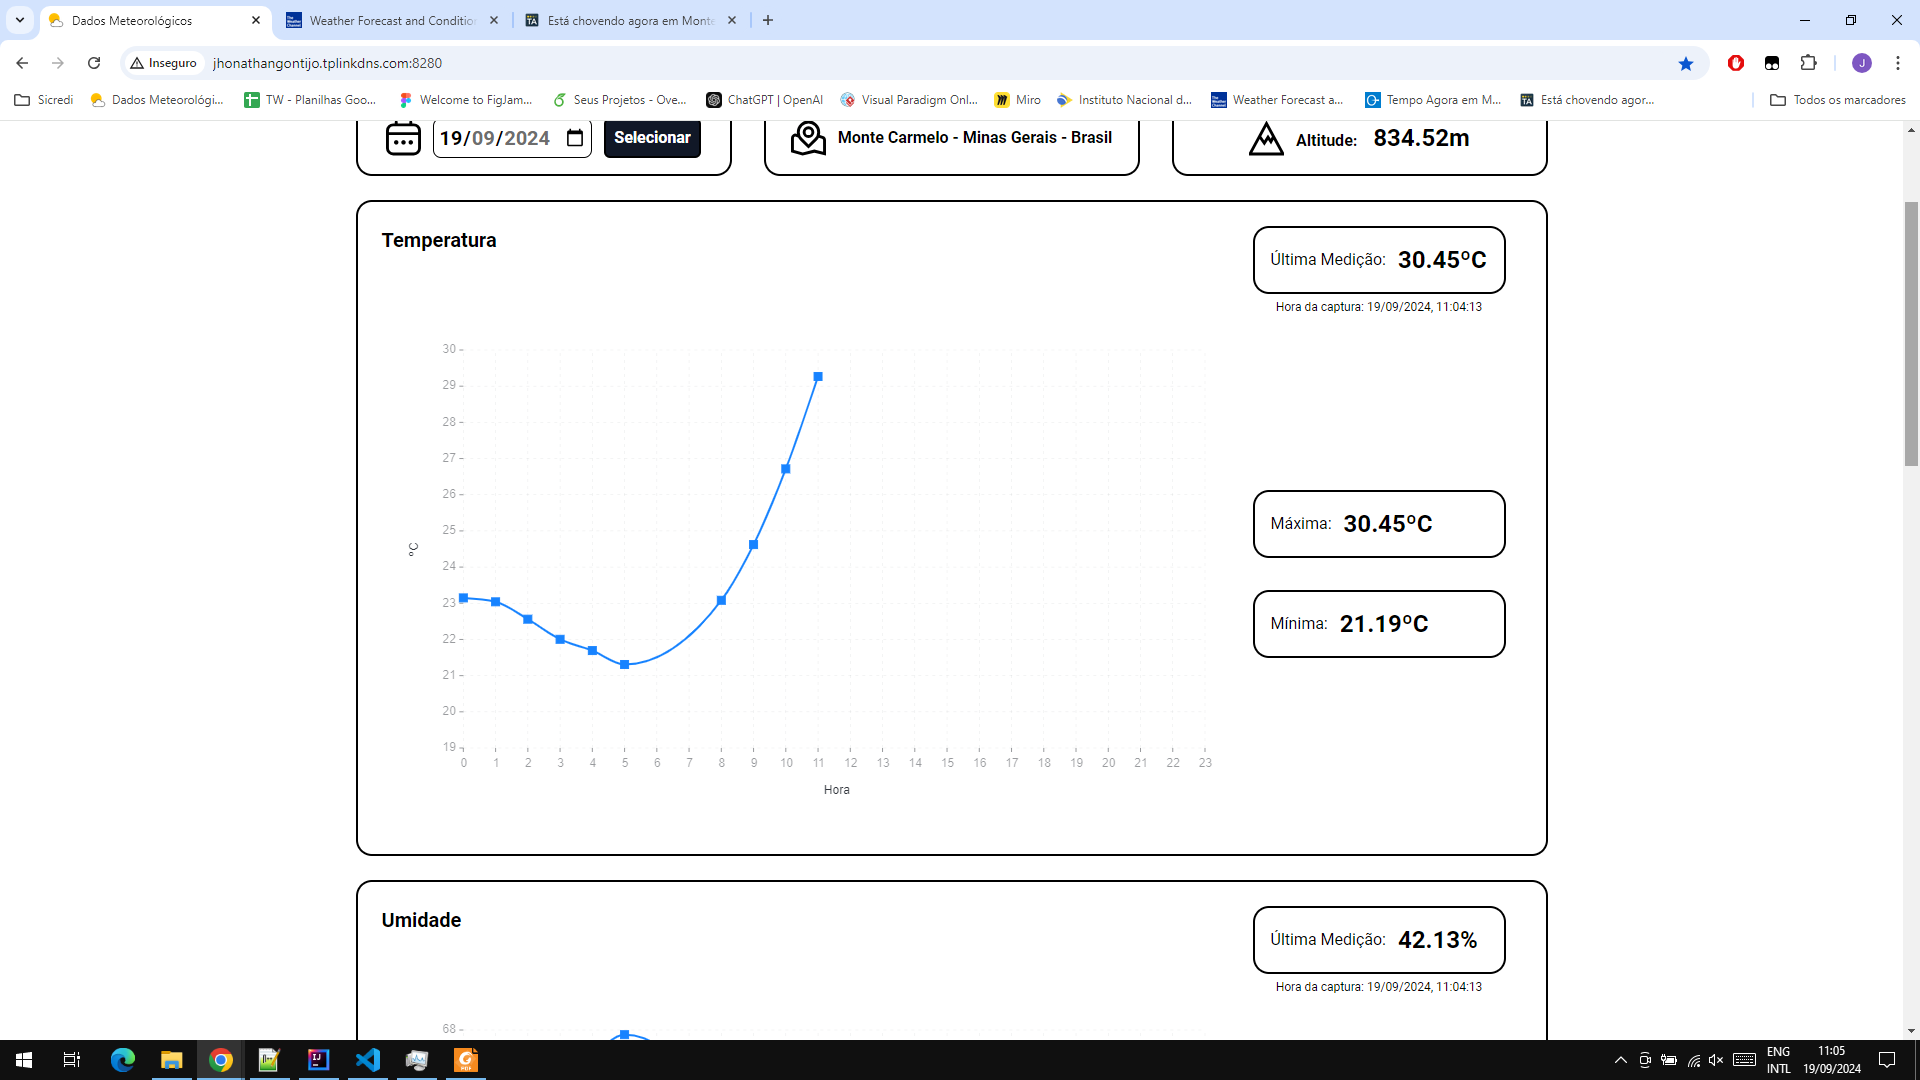 Dados Meteorológicos
Weather Forecast and Conditio
Está chovendo agora em Monte
Inseguro
jhonathangontijo.tplinkdns.com:8280
J
Sicredi
Dados Meteorológi...
TW - Planilhas Goo...
Welcome to FigJam...
Seus Projetos - Ove...
ChatGPT | OpenAI
Visual Paradigm Onl...
Miro
Instituto Nacional d...
Weather Forecast a...
Tempo Agora em M...
Está chovendo agor...
Todos os marcadores
19/09/2024
Selecionar
Monte Carmelo - Minas Gerais - Brasil
Altitude: 834.52m
Temperatura
Última Medição: 30.45ºC
Hora da captura: 19/09/2024, 11:04:13
30
29
28
27
26
25
24
23
22
21
20
19
ºC
0 1 2 3 4 5 6 7 8 9 10 11 12 13 14 15 16 17 18 19 20 21 22 23
Hora
Máxima: 30.45ºC
Mínima: 21.19ºC
Umidade
Última Medição: 42.13%
Hora da captura: 19/09/2024, 11:04:13
68
ENG
INTL
11:05
19/09/2024